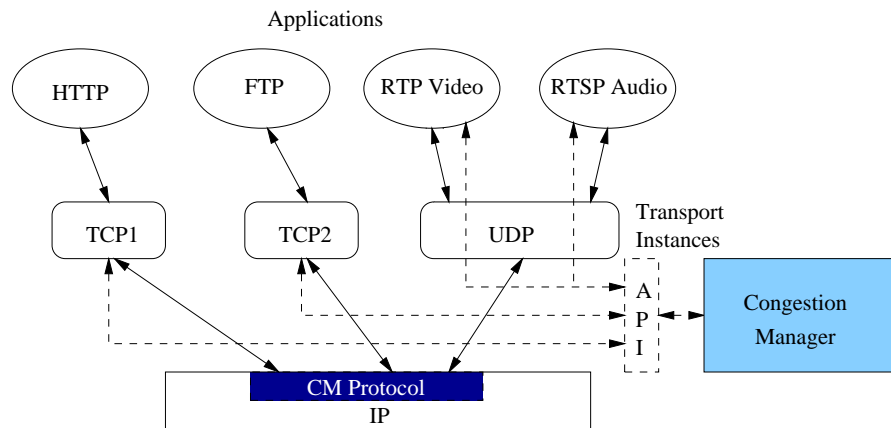 Applications
HTTP
FTP
RTP Video
RTSP Audio
TCP1
TCP2
UDP
Transport
Instances
A
P
I
Congestion
Manager
CM Protocol
IP